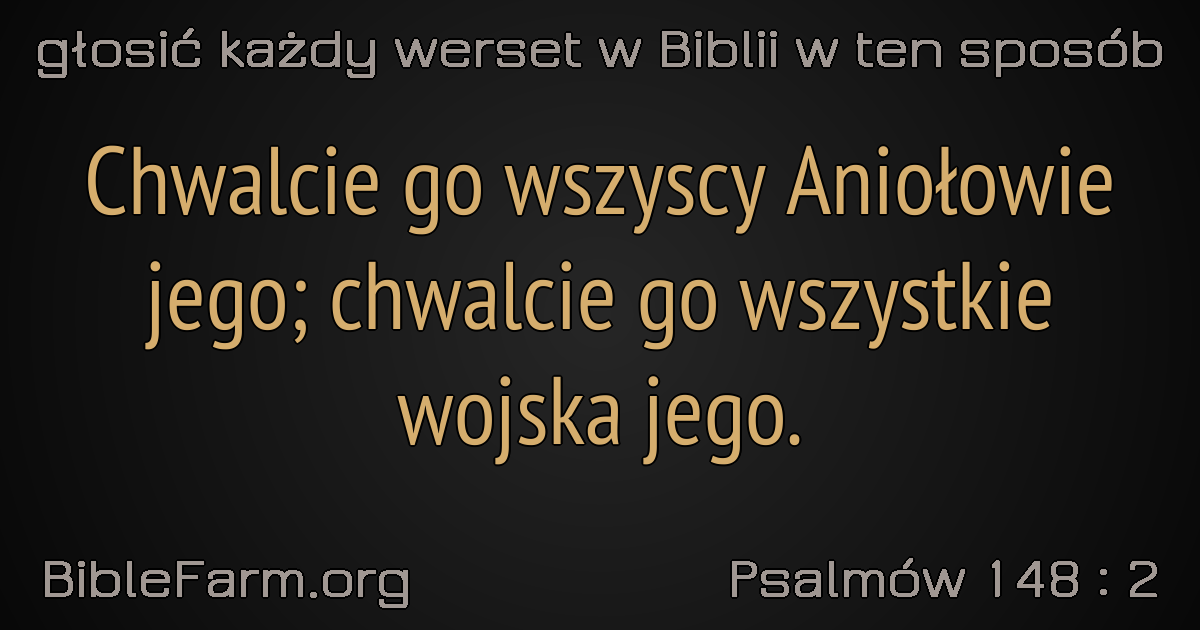 głosić każdy werset w Biblii w ten sposób
Chwalcie go wszyscy Aniołowie
jego; chwalcie go wszystkie
wojska jego.
BibleFarm.org
Psalmów 148 : 2